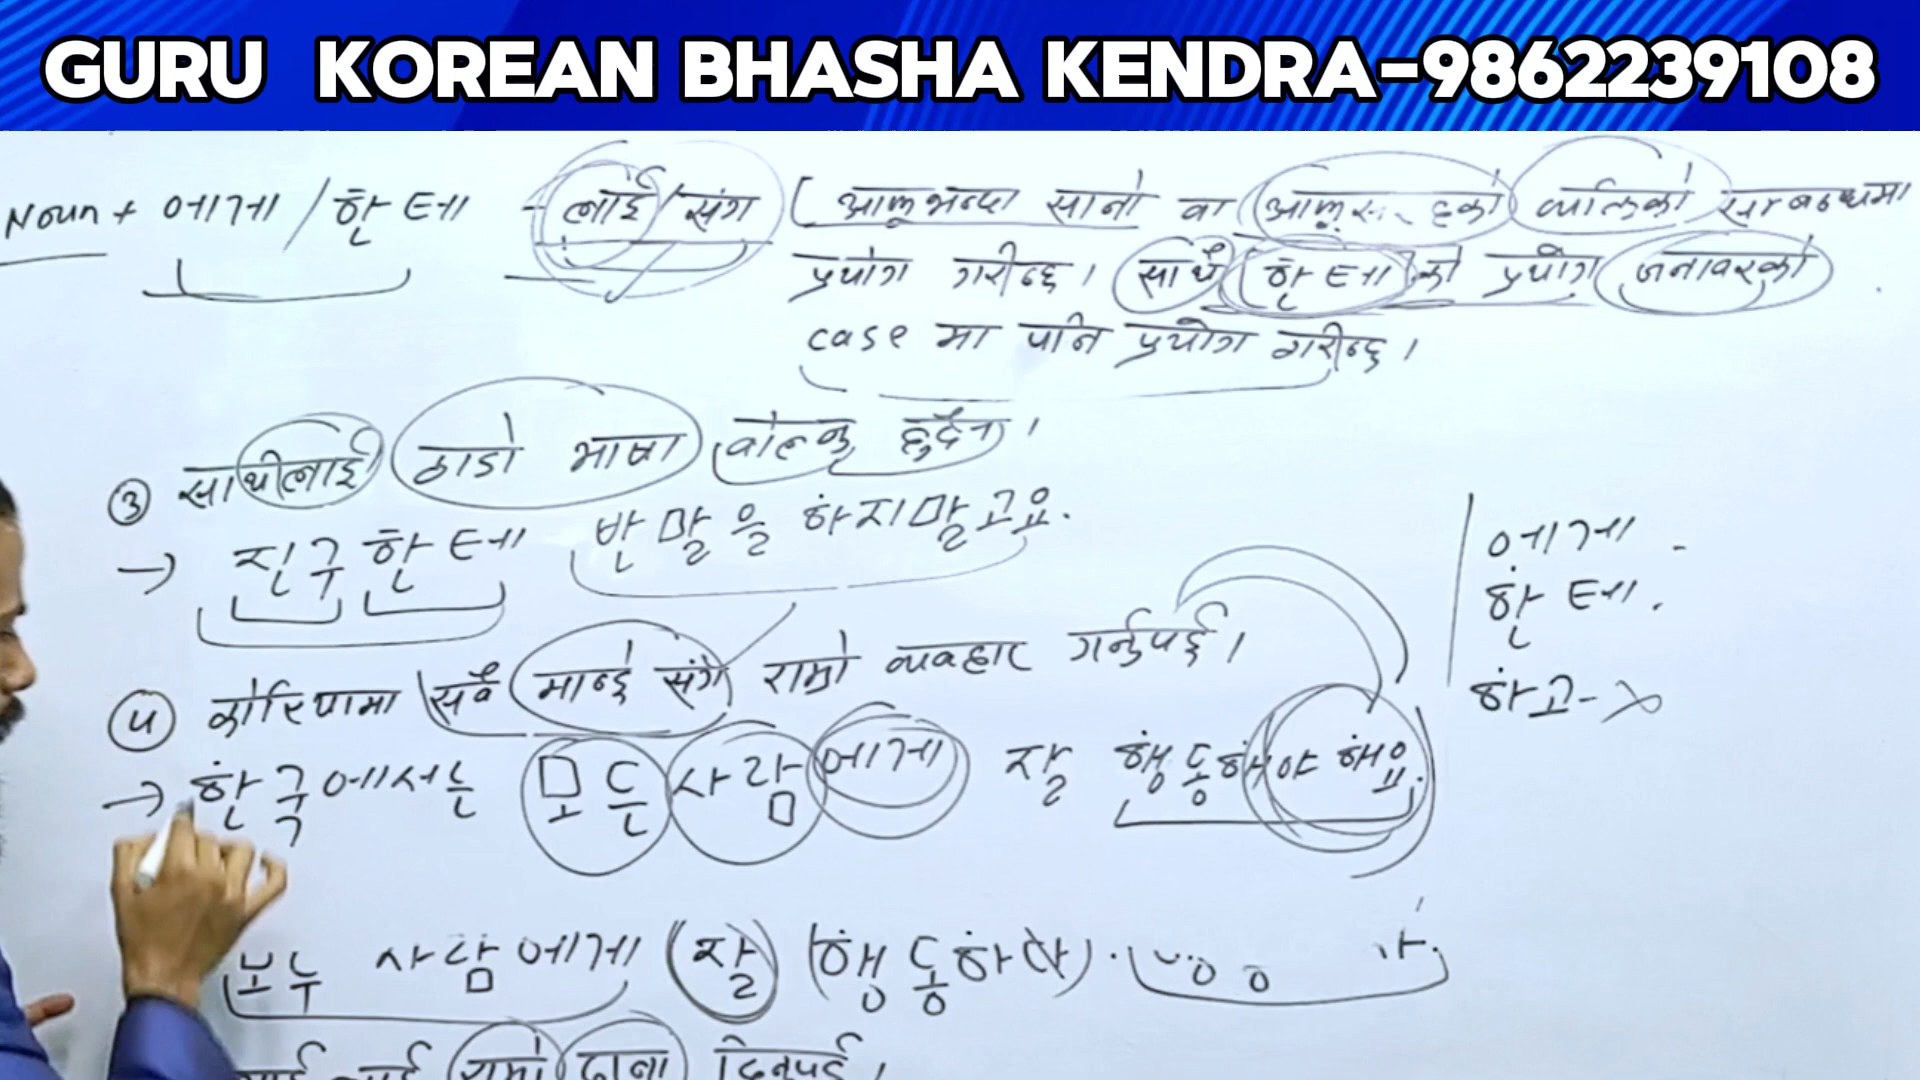 GURU KOREAN BHASHA KENDRA-9862239108
Noun + 에게/한테 - लाई/संग [आफूभन्दा सानो वा आफू सरहको व्यक्तिको सम्बन्धमा
प्रयोग गरीन्छ। साथै 한테 को प्रयोग जनावरको
case मा पनि प्रयोग गरीन्छ।
③ साथीलाई ठाडो भाषा बोल्नु हुदैन।
→ 친구한테 반말을 하지말고요.
④ कोरियामा सबै मान्छे संग राम्रो व्यवहार गर्नुपर्छ।
→ 한국에서는 모든 사람에게 잘 행동해야 해요.
사람에게 (잘) (행동하다).
에게
한테.
하고-x
राम्रो दाना दिनुपर्छ।